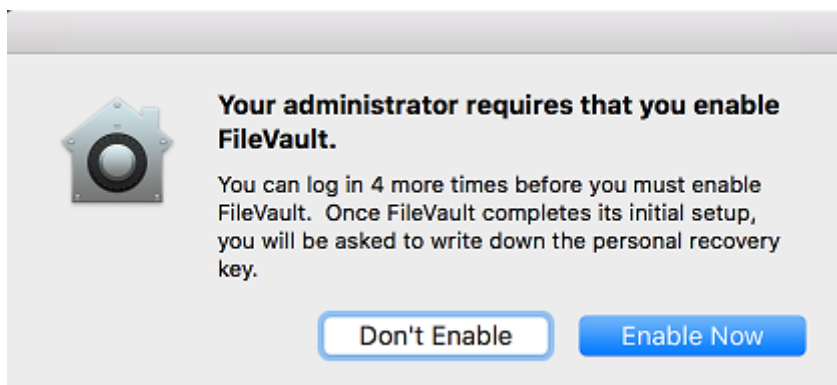 Your administrator requires that you enable
FileVault.
You can log in 4 more times before you must enable
FileVault.  Once FileVault completes its initial setup,
you will be asked to write down the personal recovery
key.
Don't Enable
Enable Now